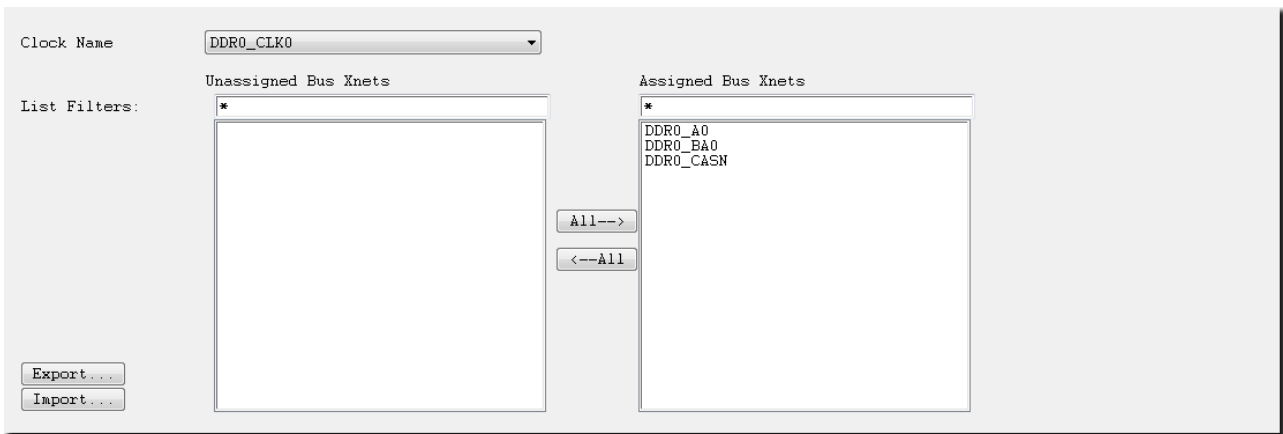 Clock Name DDR0_CLK0
Unassigned Bus Xnets Assigned Bus Xnets
List Filters: * *
DDR0_A0
DDR0_BA0
DDR0_CASN
All-->
<--All
Export...
Import...